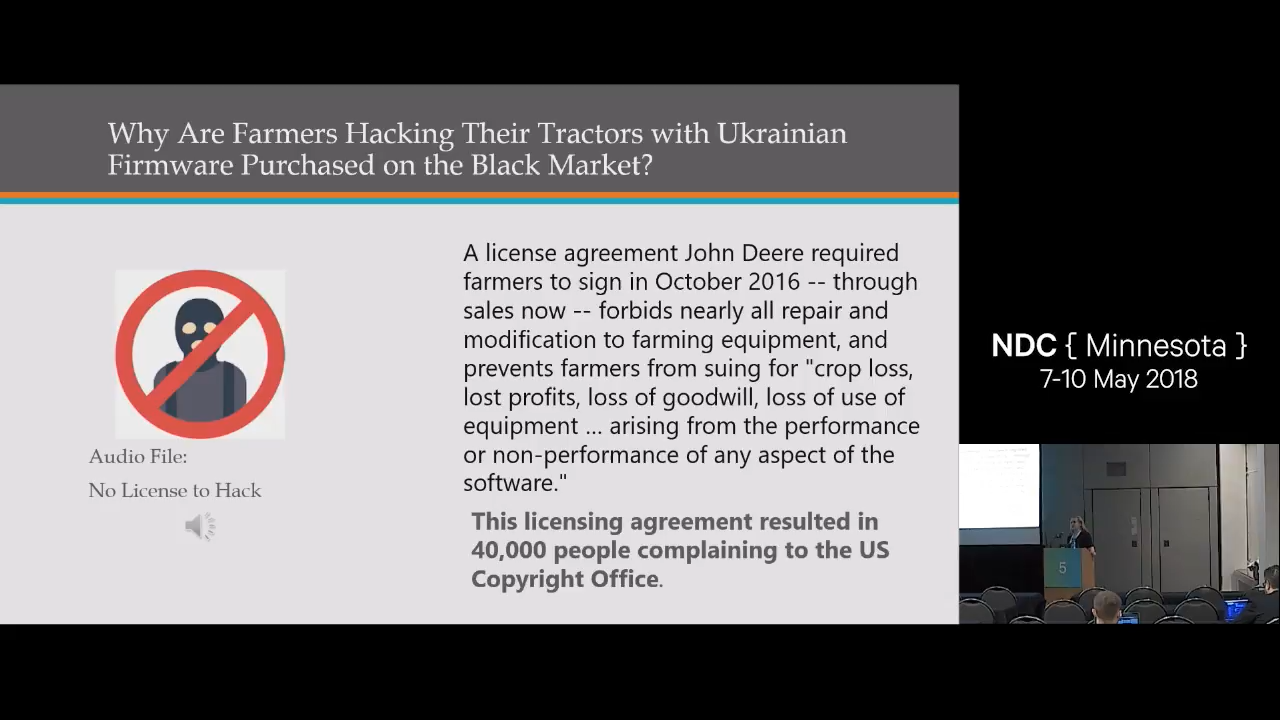 Why Are Farmers Hacking Their Tractors with Ukrainian
Firmware Purchased on the Black Market?
Audio File:
No License to Hack
A license agreement John Deere required
farmers to sign in October 2016 -- through
sales now -- forbids nearly all repair and
modification to farming equipment, and
prevents farmers from suing for "crop loss,
lost profits, loss of goodwill, loss of use of
equipment ... arising from the performance
or non-performance of any aspect of the
software."
This licensing agreement resulted in
40,000 people complaining to the US
Copyright Office.
NDC { Minnesota }
7-10 May 2018
5